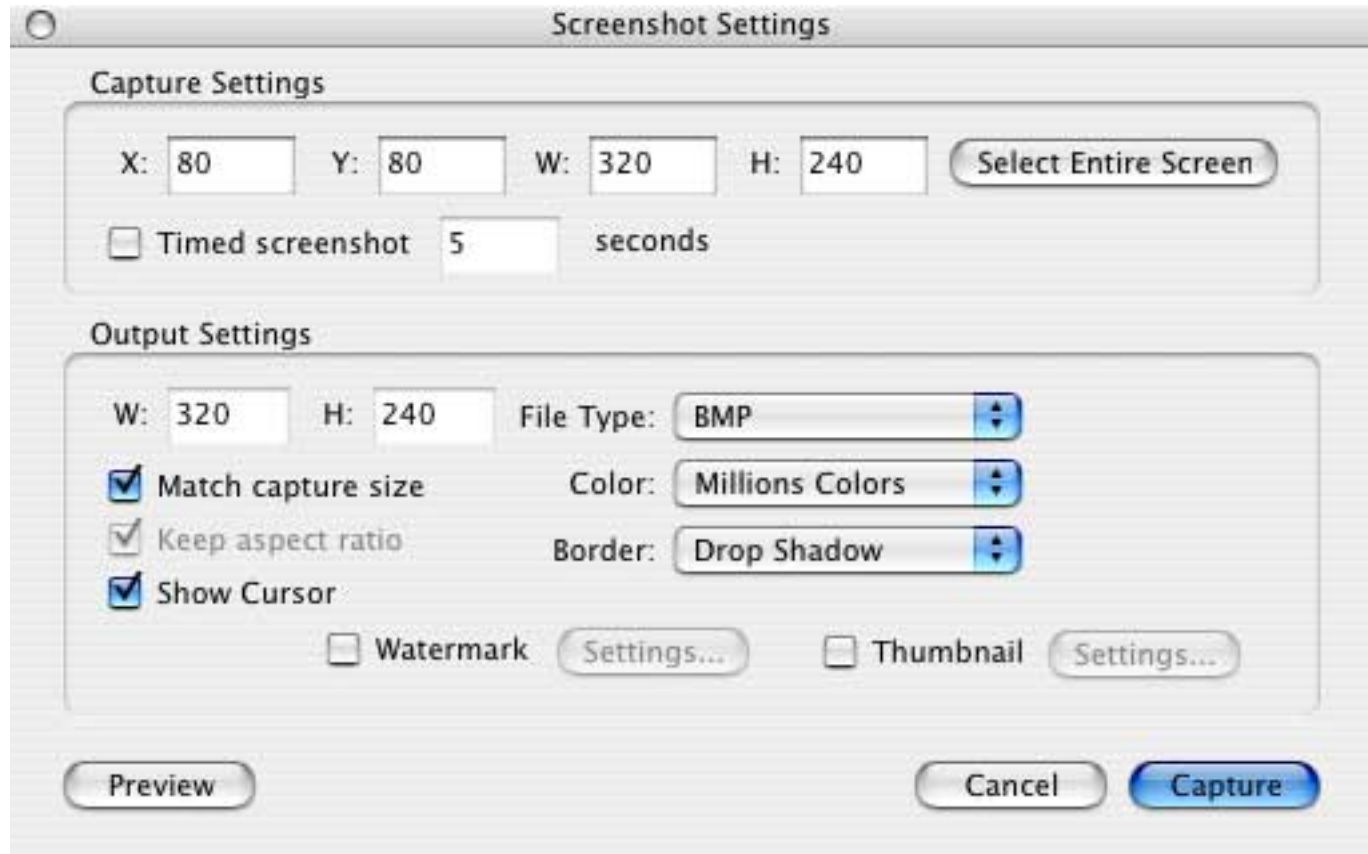 Screenshot Settings
Capture Settings
X: 80 Y: 80 W: 320 H: 240 Select Entire Screen
Timed screenshot 5 seconds
Output Settings
W: 320 H: 240 File Type: BMP
Match capture size Color: Millions Colors
Keep aspect ratio Border: Drop Shadow
Show Cursor
Watermark Settings... Thumbnail Settings...
Preview Cancel Capture